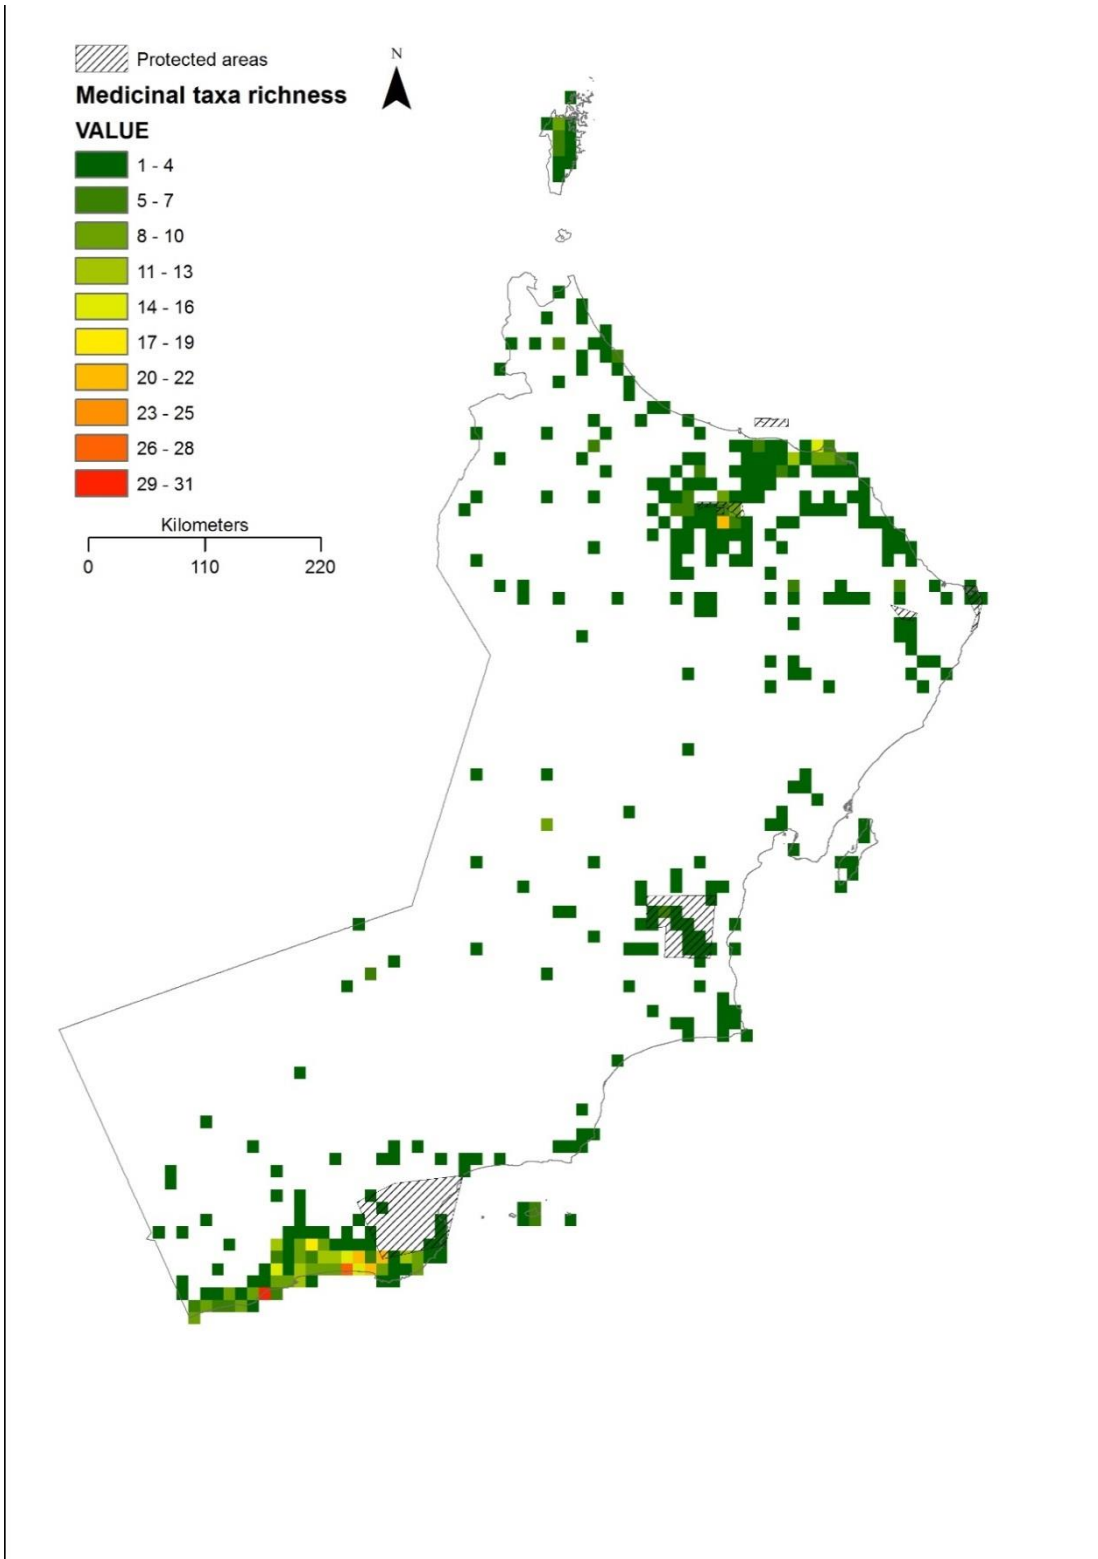 Protected areas
N
Medicinal taxa richness
VALUE
1 - 4
5 - 7
8 - 10
11 - 13
14 - 16
17 - 19
20 - 22
23 - 25
26 - 28
29 - 31
Kilometers
0 110 220